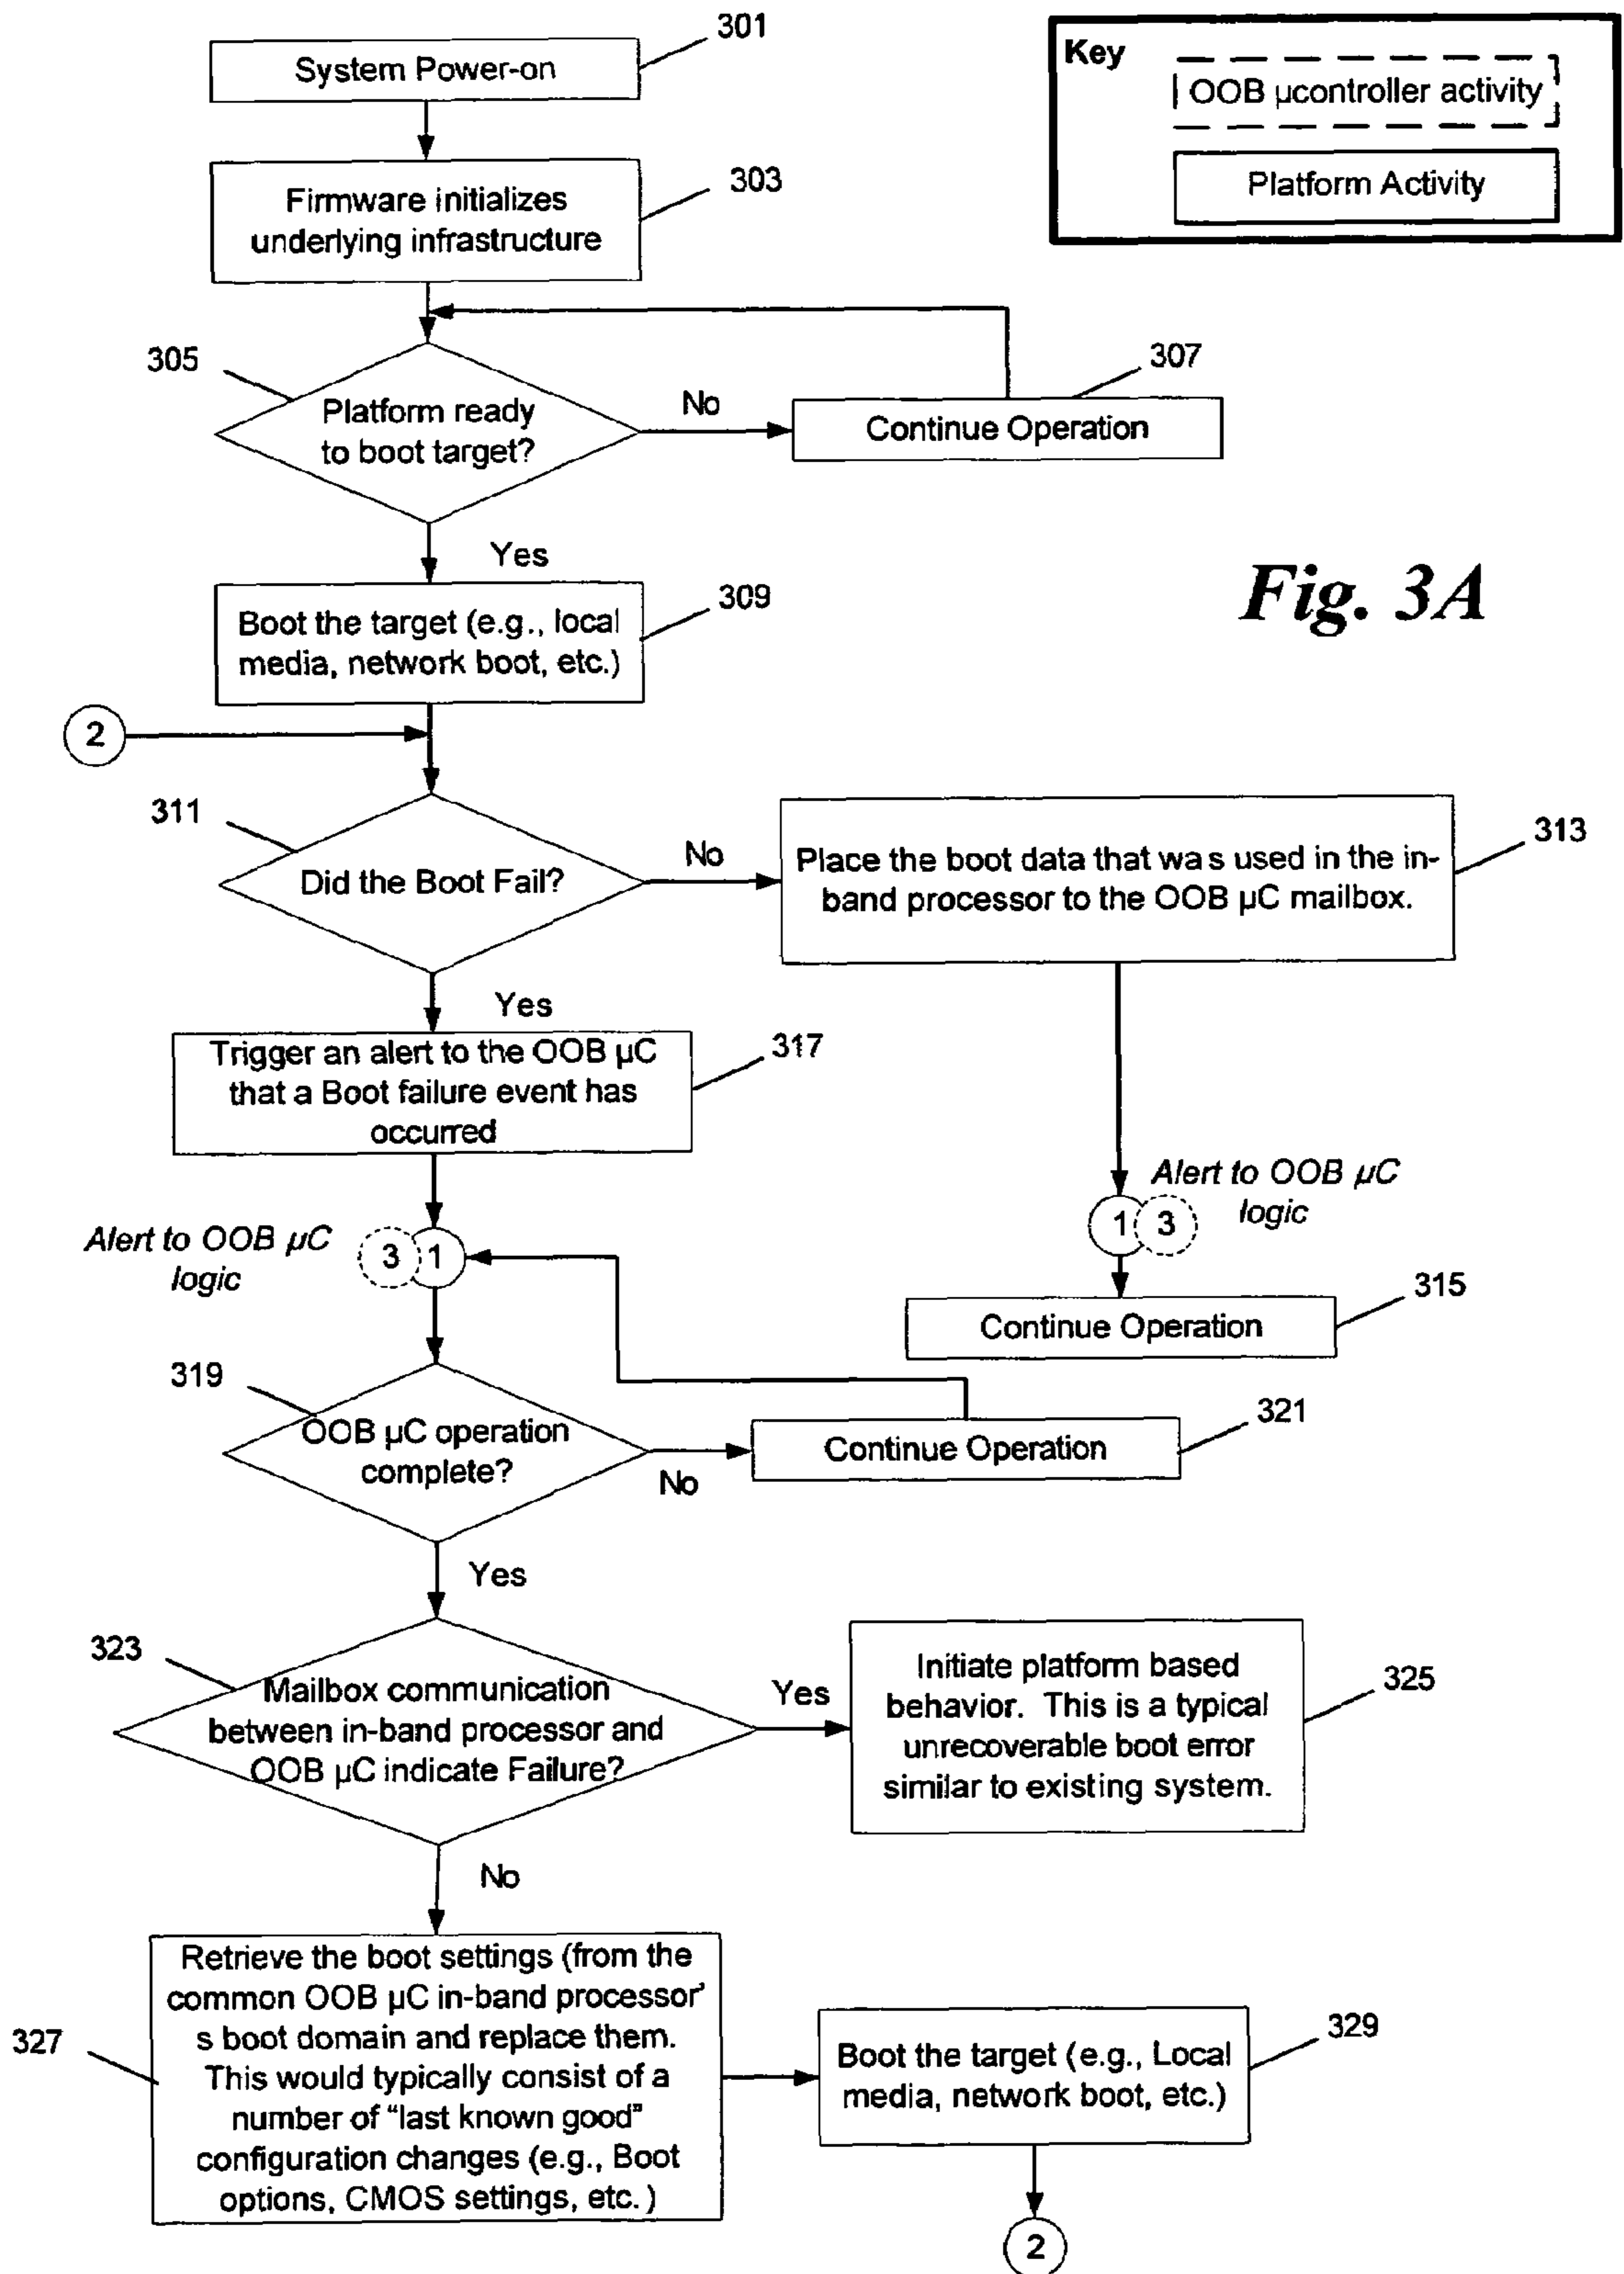 301
System Power-on
Key
OOB µcontroller activity
Platform Activity
303
Firmware initializes
underlying infrastructure
305
Platform ready
to boot target?
No
307
Continue Operation
Yes
309
Boot the target (e.g., local
media, network boot, etc.)
Fig. 3A
2
311
Did the Boot Fail?
No
313
Place the boot data that was used in the in-
band processor to the OOB µC mailbox.
Yes
317
Trigger an alert to the OOB µC
that a Boot failure event has
occurred
Alert to OOB µC
logic
1
3
Alert to OOB µC
logic
3
1
315
Continue Operation
319
OOB µC operation
complete?
No
321
Continue Operation
Yes
323
Mailbox communication
between in-band processor and
OOB µC indicate Failure?
Yes
325
Initiate platform based
behavior. This is a typical
unrecoverable boot error
similar to existing system.
No
327
Retrieve the boot settings (from the
common OOB µC in-band processor'
s boot domain and replace them.
This would typically consist of a
number of "last known good"
configuration changes (e.g., Boot
options, CMOS settings, etc.)
329
Boot the target (e.g., Local
media, network boot, etc.)
2